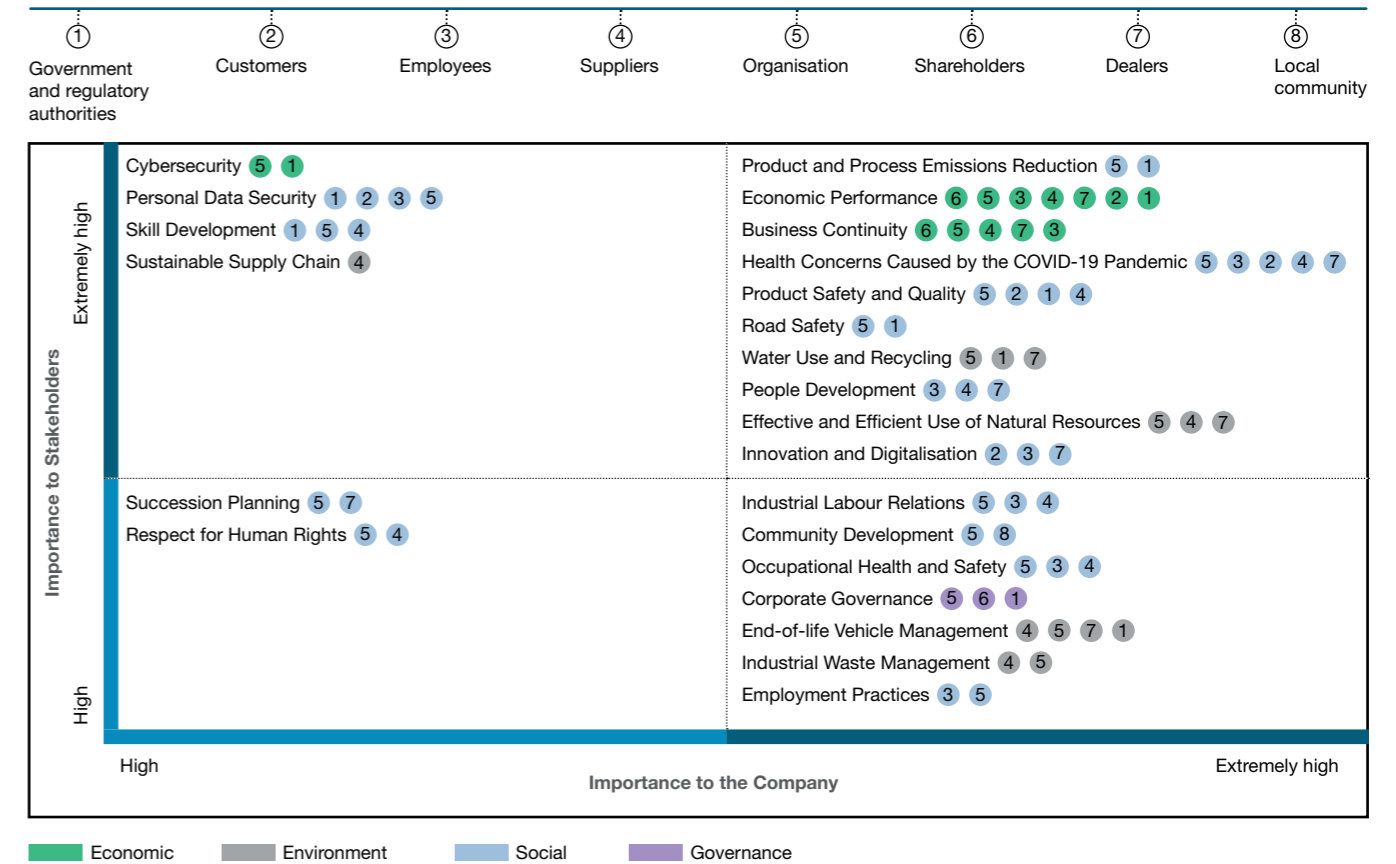 ① ② ③ ④ ⑤ ⑥ ⑦ ⑧
Government
and regulatory
authorities
Customers
Employees
Suppliers
Organisation
Shareholders
Dealers
Local
community
Importance to Stakeholders
Extremely high
High
Cybersecurity 5 1
Personal Data Security 1 2 3 5
Skill Development 1 5 4
Sustainable Supply Chain 4
Product and Process Emissions Reduction 5 1
Economic Performance 6 5 3 4 7 2 1
Business Continuity 6 5 4 7 3
Health Concerns Caused by the COVID-19 Pandemic 5 3 2 4 7
Product Safety and Quality 5 2 1 4
Road Safety 5 1
Water Use and Recycling 5 1 7
People Development 3 4 7
Effective and Efficient Use of Natural Resources 5 4 7
Innovation and Digitalisation 2 3 7
Succession Planning 5 7
Respect for Human Rights 5 4
Industrial Labour Relations 5 3 4
Community Development 5 8
Occupational Health and Safety 5 3 4
Corporate Governance 5 6 1
End-of-life Vehicle Management 4 5 7 1
Industrial Waste Management 4 5
Employment Practices 3 5
High
Extremely high
Importance to the Company
Economic
Environment
Social
Governance